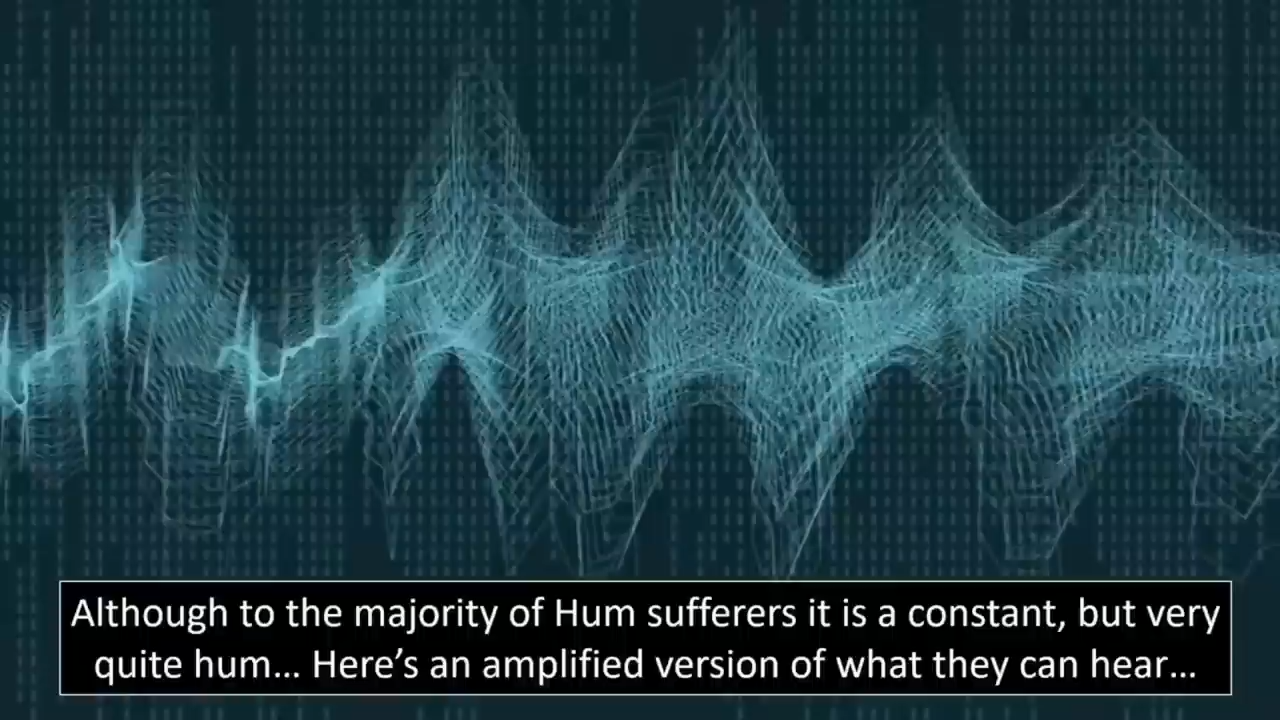 Although to the majority of Hum sufferers it is a constant, but very
quite hum... Here’s an amplified version of what they can hear...